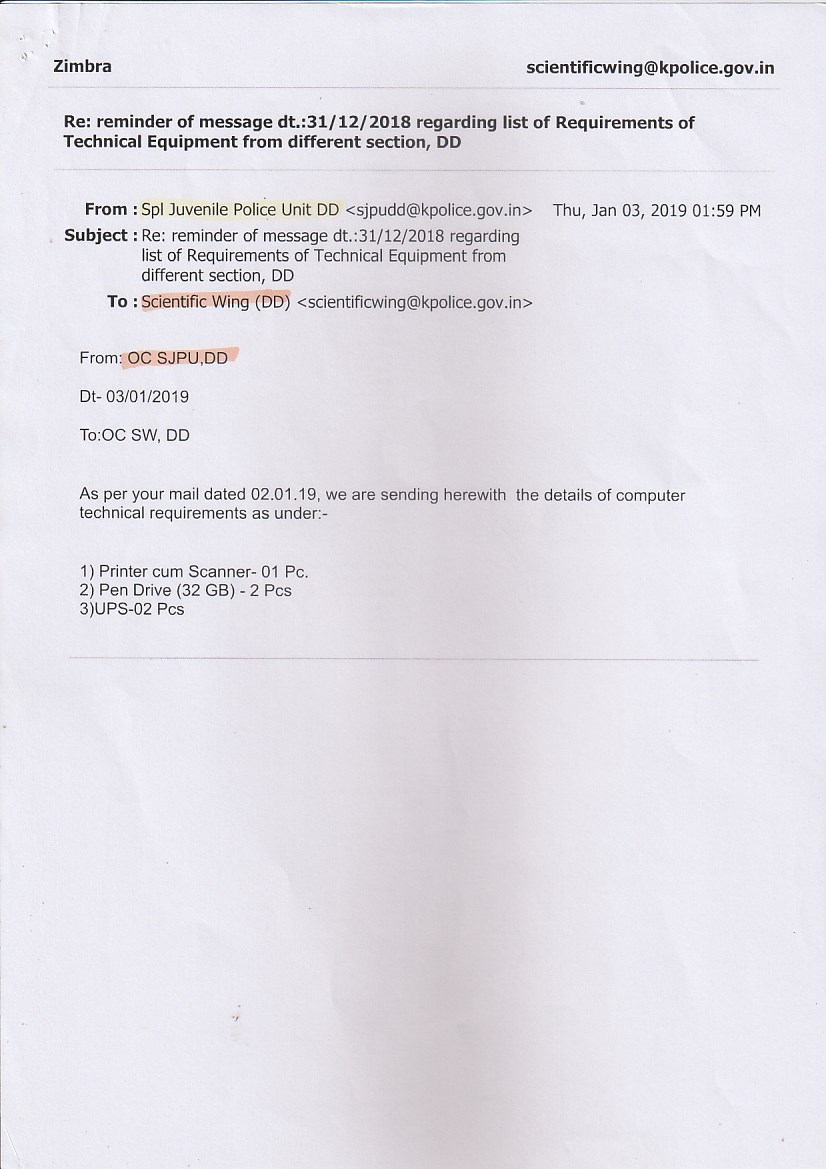 Zimbra scientificwing@kpolice.gov.in
Re: reminder of message dt.:31/12/2018 regarding list of Requirements of
Technical Equipment from different section, DD
From : Spl Juvenile Police Unit DD <sjpudd@kpolice.gov.in> Thu, Jan 03, 2019 01:59 PM
Subject : Re: reminder of message dt.:31/12/2018 regarding
list of Requirements of Technical Equipment from
different section, DD
To : Scientific Wing (DD) <scientificwing@kpolice.gov.in>
From: OC SJPU,DD
Dt- 03/01/2019
To:OC SW, DD
As per your mail dated 02.01.19, we are sending herewith the details of computer
technical requirements as under:-
1) Printer cum Scanner- 01 Pc.
2) Pen Drive (32 GB) - 2 Pcs
3)UPS-02 Pcs